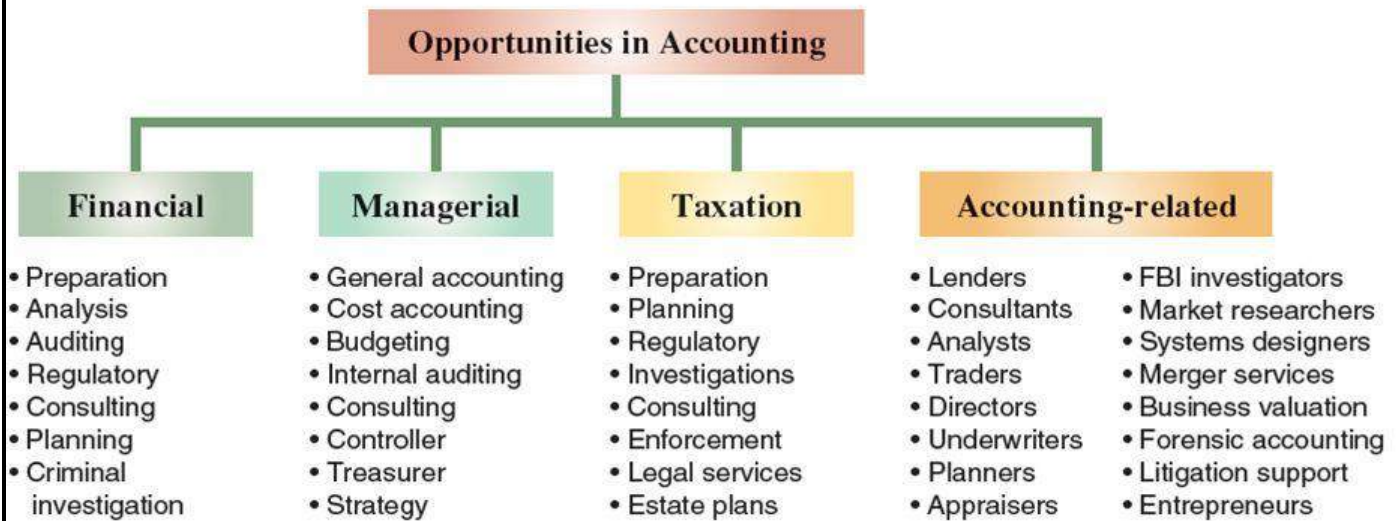 Opportunities in Accounting
Financial
• Preparation
• Analysis
• Auditing
• Regulatory
• Consulting
• Planning
• Criminal
investigation
Managerial
• General accounting
• Cost accounting
• Budgeting
• Internal auditing
• Consulting
• Controller
• Treasurer
• Strategy
Taxation
• Preparation
• Planning
• Regulatory
• Investigations
• Consulting
• Enforcement
• Legal services
• Estate plans
Accounting-related
• Lenders
• Consultants
• Analysts
• Traders
• Directors
• Underwriters
• Planners
• Appraisers
• FBI investigators
• Market researchers
• Systems designers
• Merger services
• Business valuation
• Forensic accounting
• Litigation support
• Entrepreneurs